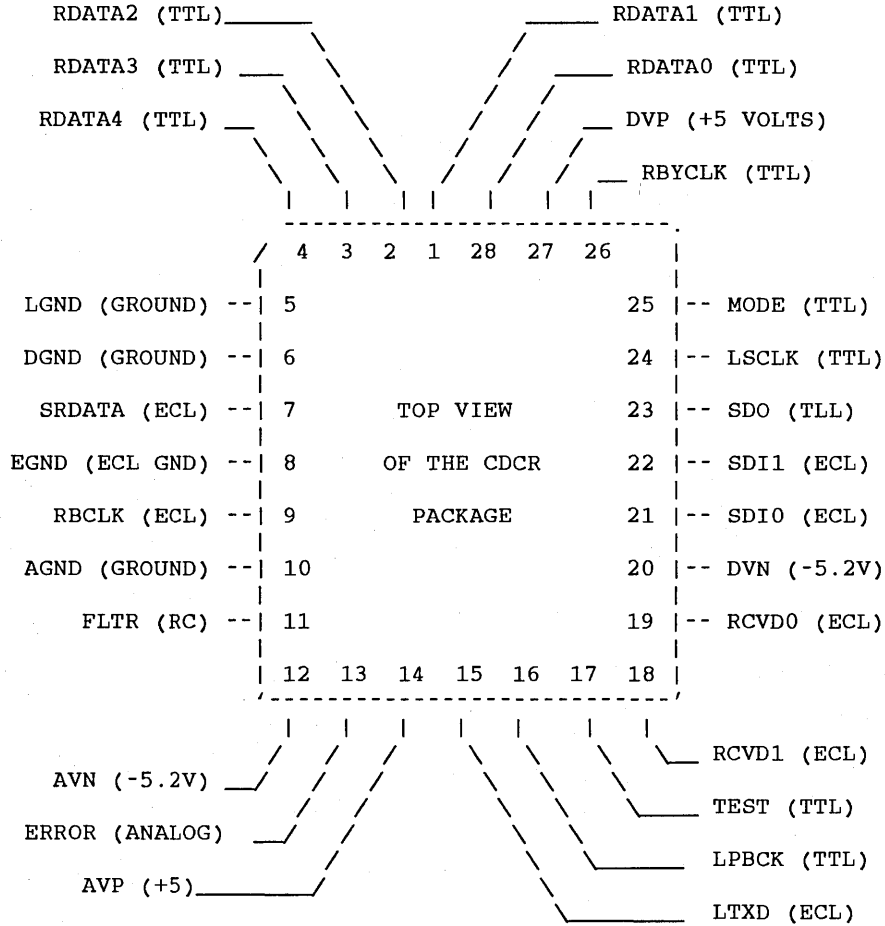 RDATA2 (TTL) RDATA1 (TTL)
RDATA3 (TTL) RDATA0 (TTL)
RDATA4 (TTL) DVP (+5 VOLTS)
RBYCLK (TTL)
4 3 2 1 28 27 26
LGND (GROUND) --| 5 25 |-- MODE (TTL)
DGND (GROUND) --| 6 24 |-- LSCLK (TTL)
SRDATA (ECL) --| 7 TOP VIEW 23 |-- SDO (TLL)
EGND (ECL GND) --| 8 OF THE CDCR 22 |-- SDI1 (ECL)
RBCLK (ECL) --| 9 PACKAGE 21 |-- SDI0 (ECL)
AGND (GROUND) --| 10 20 |-- DVN (-5.2V)
FLTR (RC) --| 11 19 |-- RCVD0 (ECL)
12 13 14 15 16 17 18
RCVD1 (ECL)
AVN (-5.2V)
TEST (TTL)
ERROR (ANALOG)
LPBCK (TTL)
AVP (+5)
LTXD (ECL)